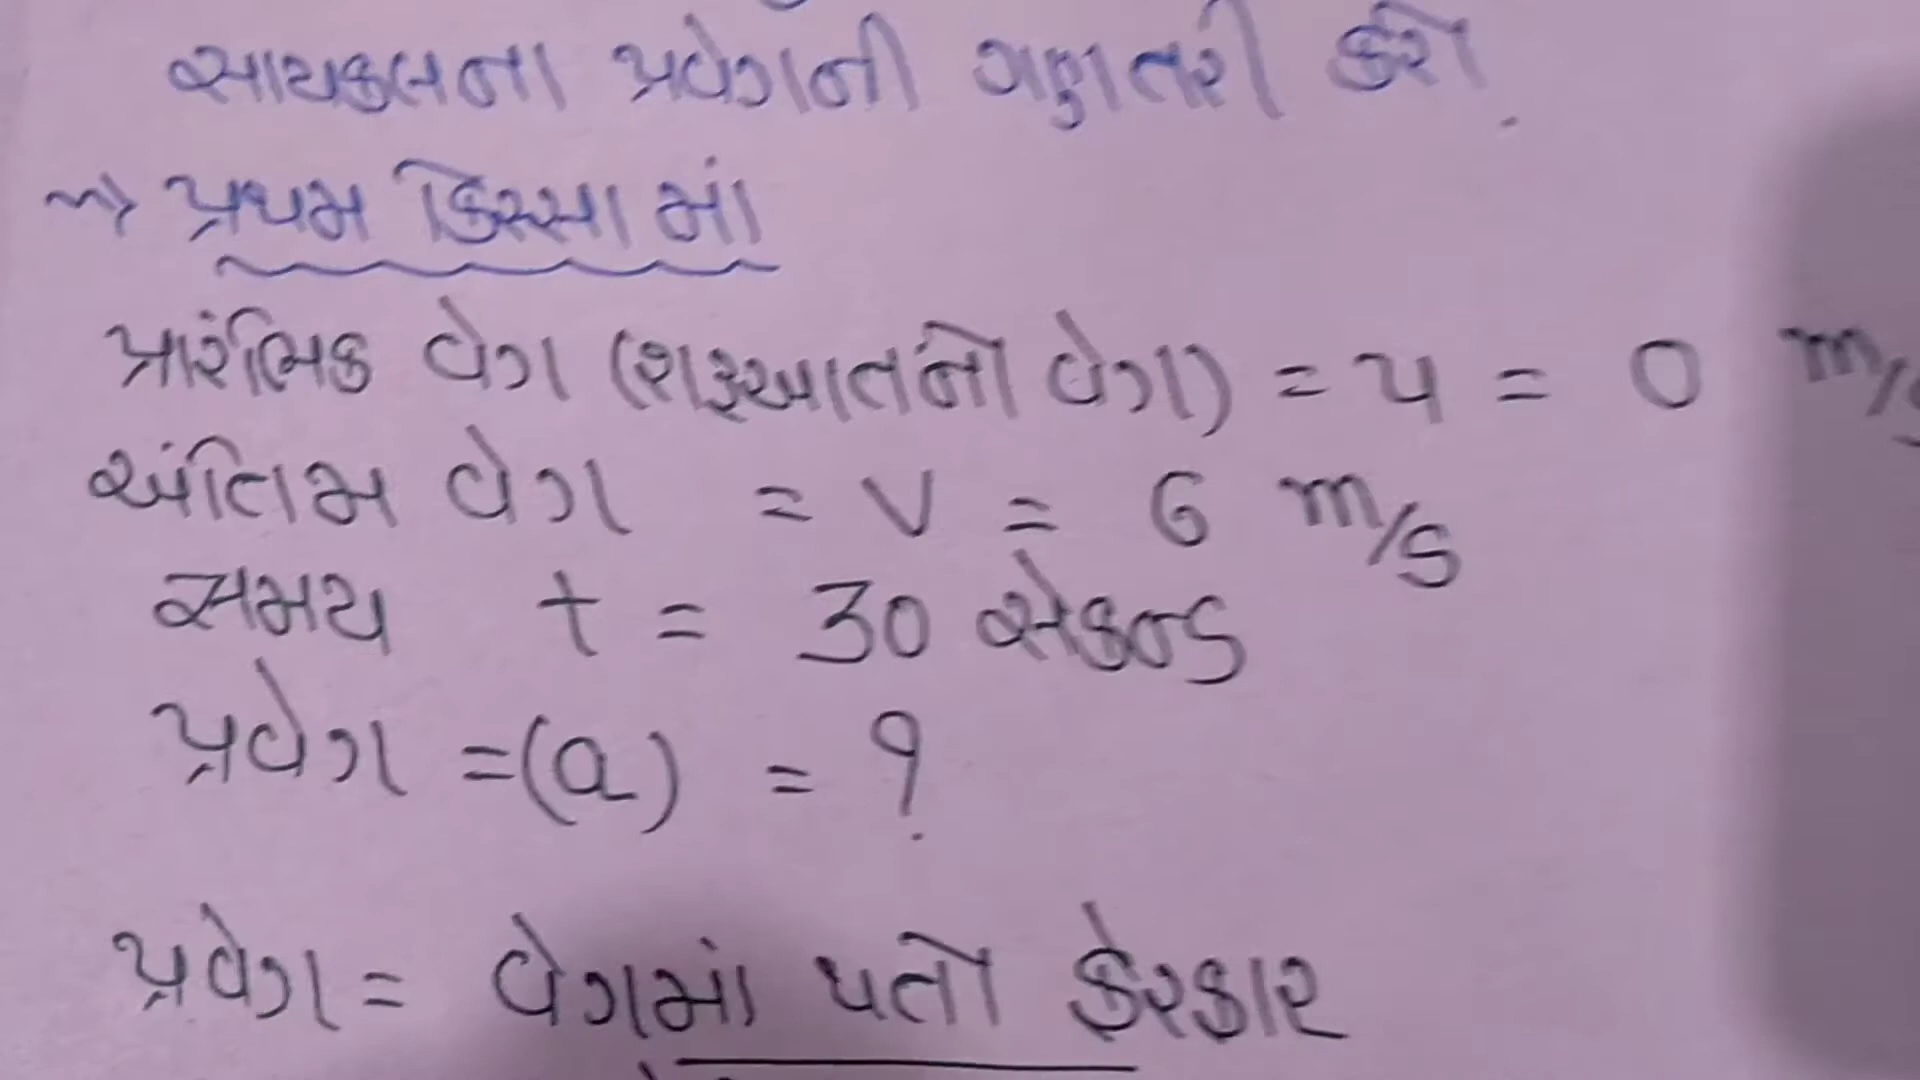 સાયકલના પ્રવેગની ગણતરી કરો.
⇝ પ્રથમ કિસ્સામાં
પ્રારંભિક વેગ (શરૂઆતનો વેગ) = u = 0 m/s
અંતિમ વેગ = v = 6 m/s
સમય t = 30 સેકન્ડ
પ્રવેગ =(a) = ?
પ્રવેગ = વેગમાં થતો ફેરફાર